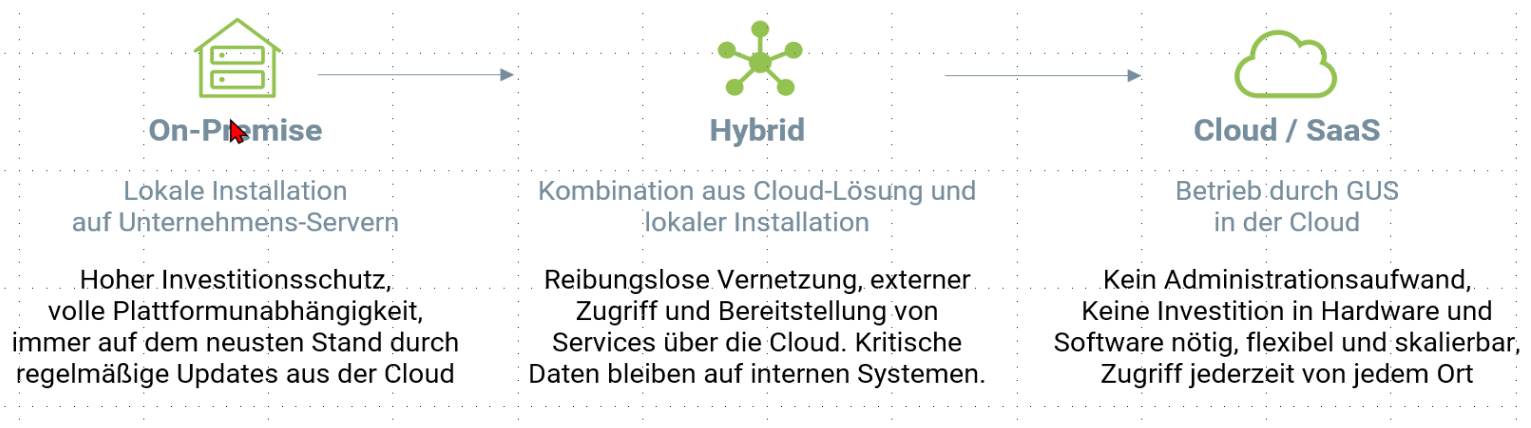 On-Premise
Lokale Installation
auf Unternehmens-Servern
Hoher Investitionsschutz,
volle Plattformunabhängigkeit,
immer auf dem neusten Stand durch
regelmäßige Updates aus der Cloud
Hybrid
Kombination aus Cloud-Lösung und
lokaler Installation
Reibungslose Vernetzung, externer
Zugriff und Bereitstellung von
Services über die Cloud. Kritische
Daten bleiben auf internen Systemen.
Cloud / SaaS
Betrieb durch GUS
in der Cloud
Kein Administrationsaufwand,
Keine Investition in Hardware und
Software nötig, flexibel und skalierbar,
Zugriff jederzeit von jedem Ort